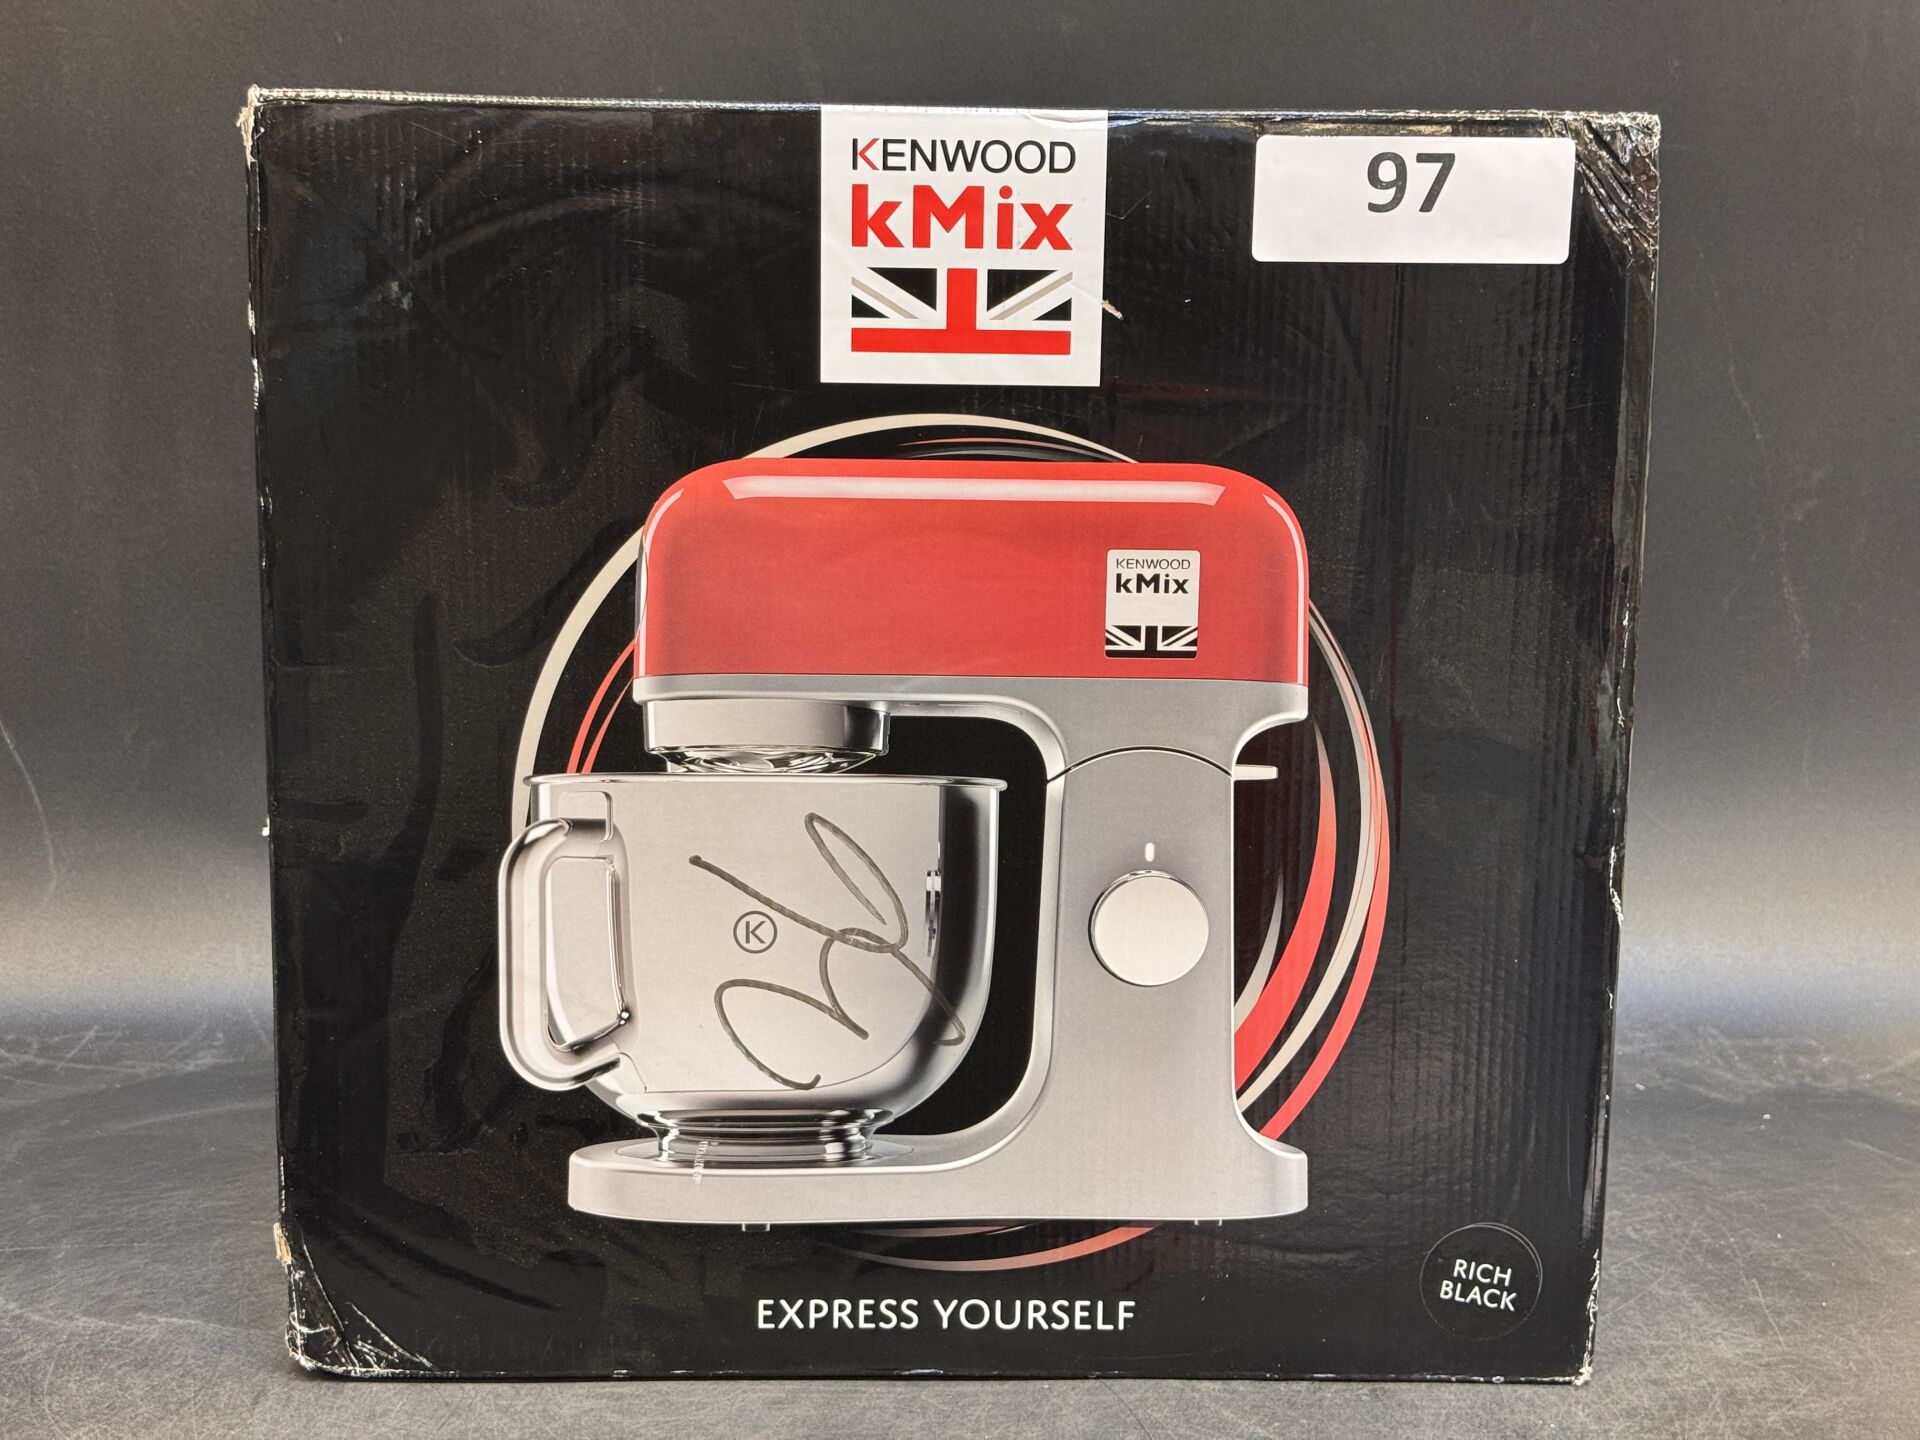 KENWOOD
kMix
97
KENWOOD
kMix
K
EXPRESS YOURSELF
RICH
BLACK